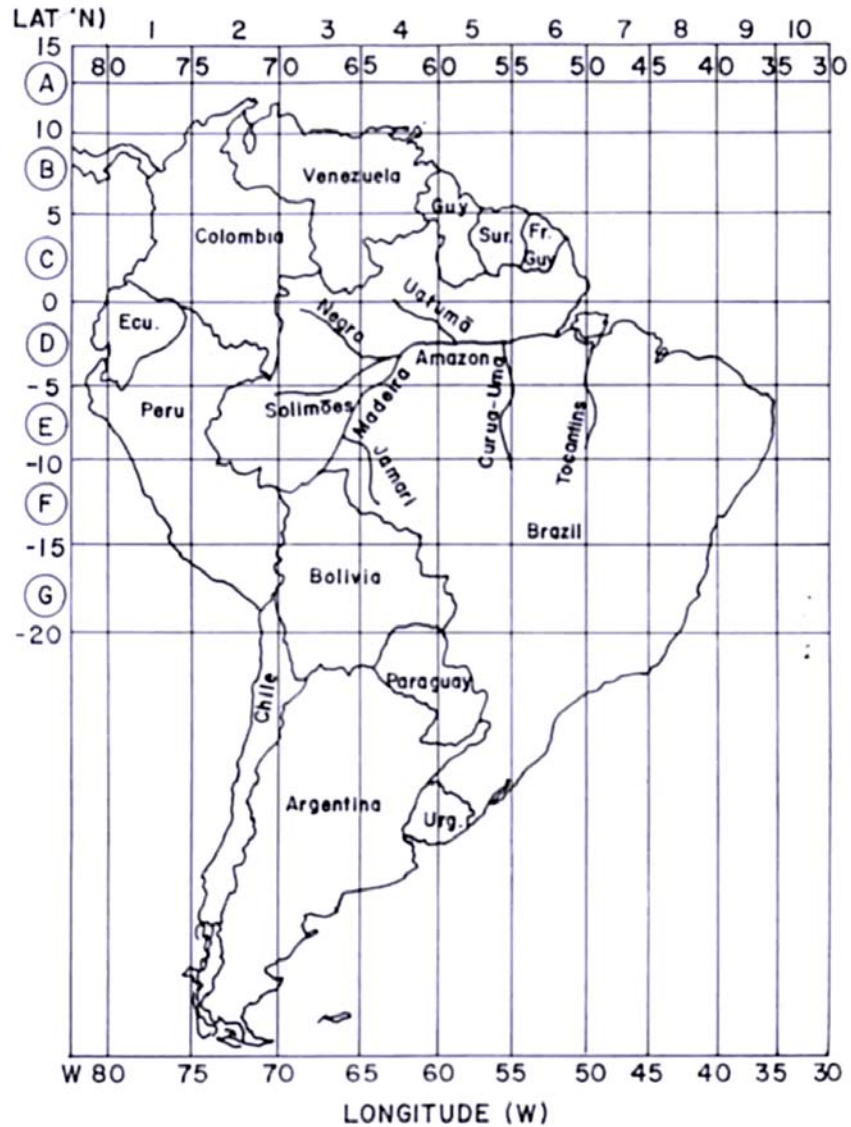 LAT (°N) 1 2 3 4 5 6 7 8 9 10
15 80 75 70 65 60 55 50 45 40 35 30
A
10
B
Venezuela
Guy
5
Colombia Sur. Fr.
C
Guy
0
Uatumã
Ecu. Negra
D
Amazon
-5
Peru Solimões Madeira Curua-Una Tocantins
E
-10
Jamari
F
Brazil
-15
Bolivia
G
-20
Paraguay
Chile
Argentina
Urg.
W 80 75 70 65 60 55 50 45 40 35 30
LONGITUDE (W)